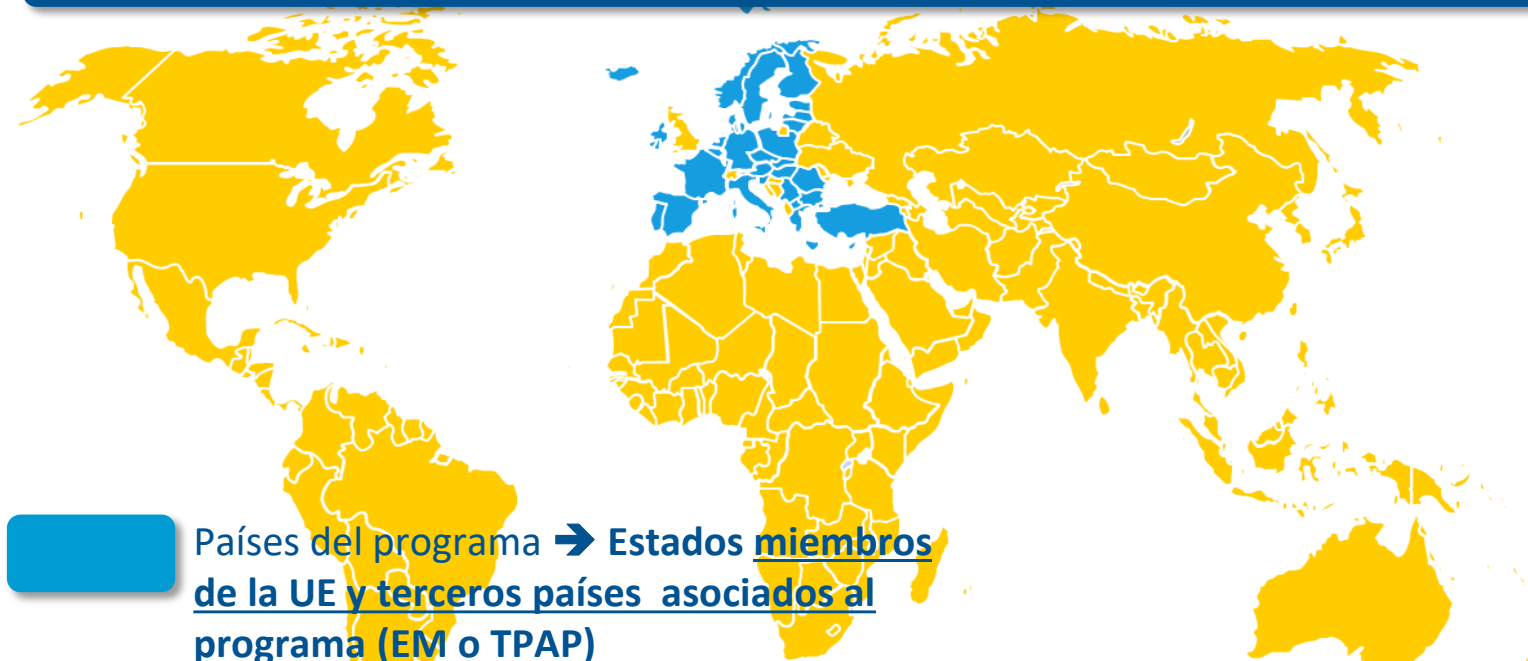 Países del programa ➔ Estados miembros
de la UE y terceros países asociados al
programa (EM o TPAP)